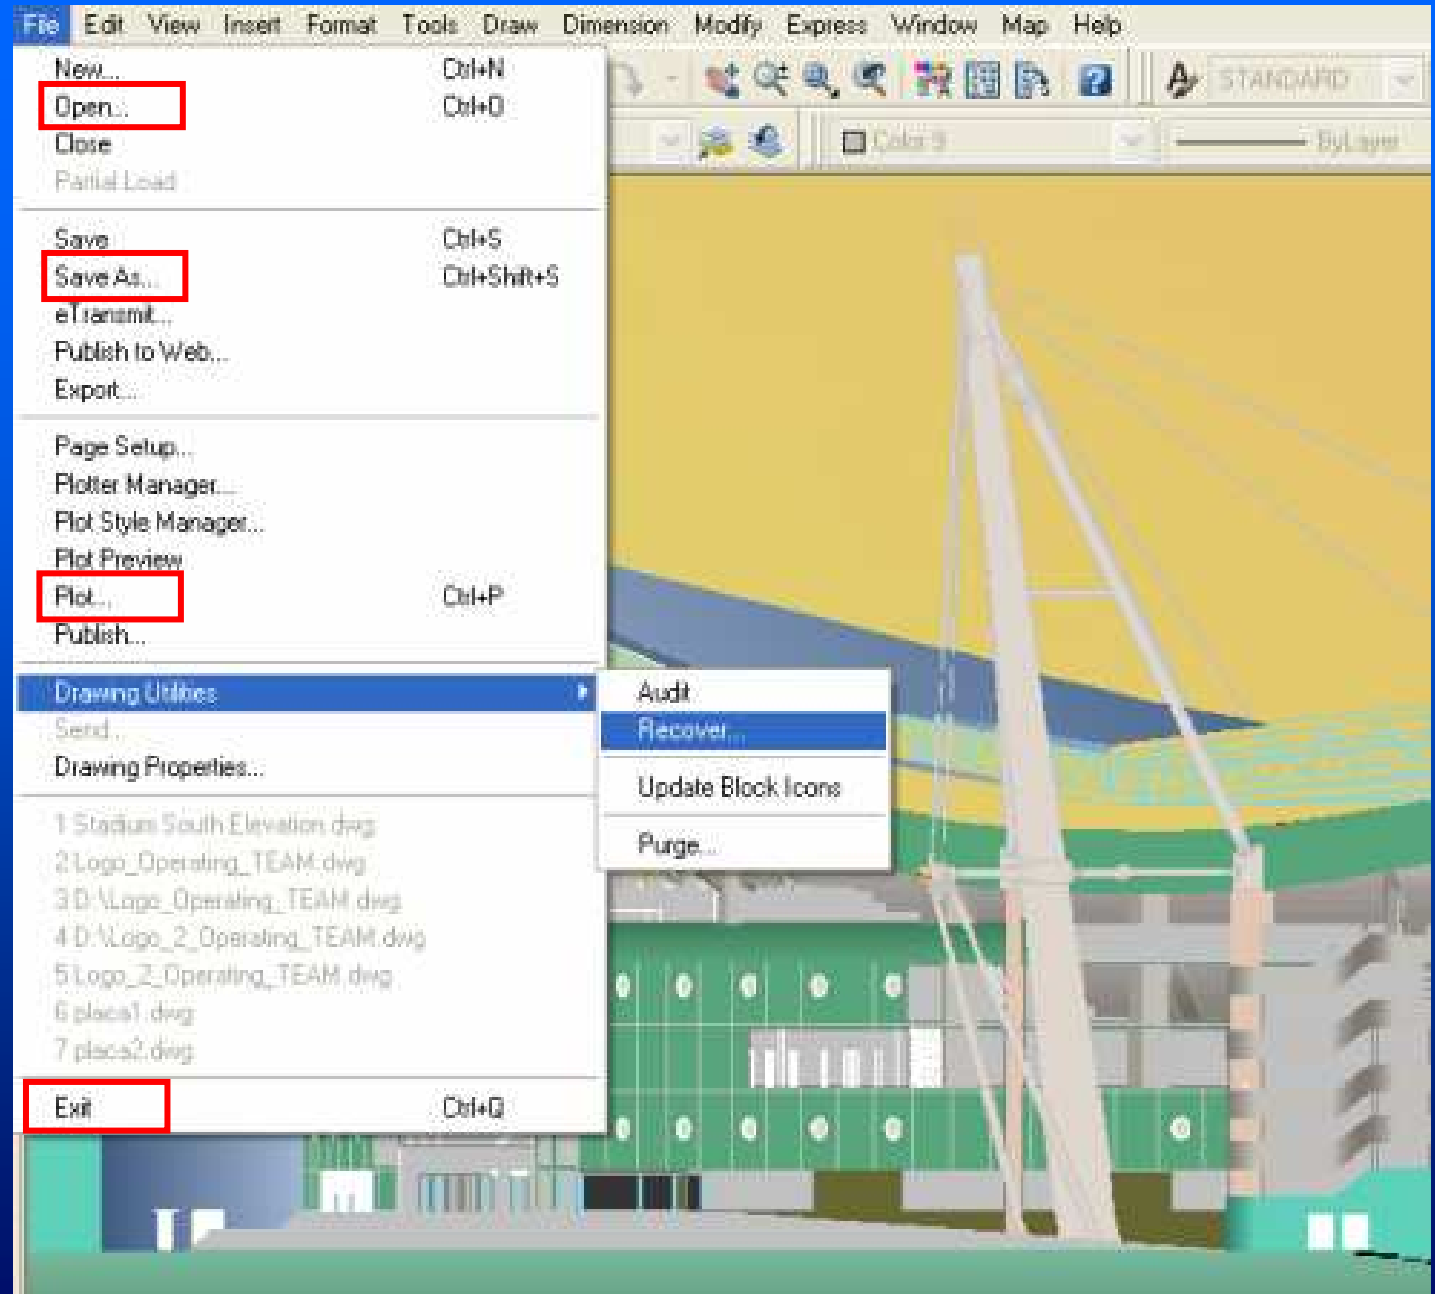 File Edit View Insert Format Tools Draw Dimension Modify Express Window Map Help
STANDARD
Color 9
ByLayer
New... Ctrl+N
Open... Ctrl+O
Close
Partial Load
Save Ctrl+S
Save As... Ctrl+Shift+S
eTransmit...
Publish to Web...
Export...
Page Setup...
Plotter Manager...
Plot Style Manager...
Plot Preview
Plot... Ctrl+P
Publish...
Drawing Utilities
Send...
Drawing Properties...
1 Stadium South Elevation.dwg
2 Logo_Operating_TEAM.dwg
3 D:\Logo_Operating_TEAM.dwg
4 D:\Logo_2_Operating_TEAM.dwg
5 Logo_2_Operating_TEAM.dwg
6 placa1.dwg
7 placa2.dwg
Exit Ctrl+Q
Audit
Recover...
Update Block Icons
Purge...